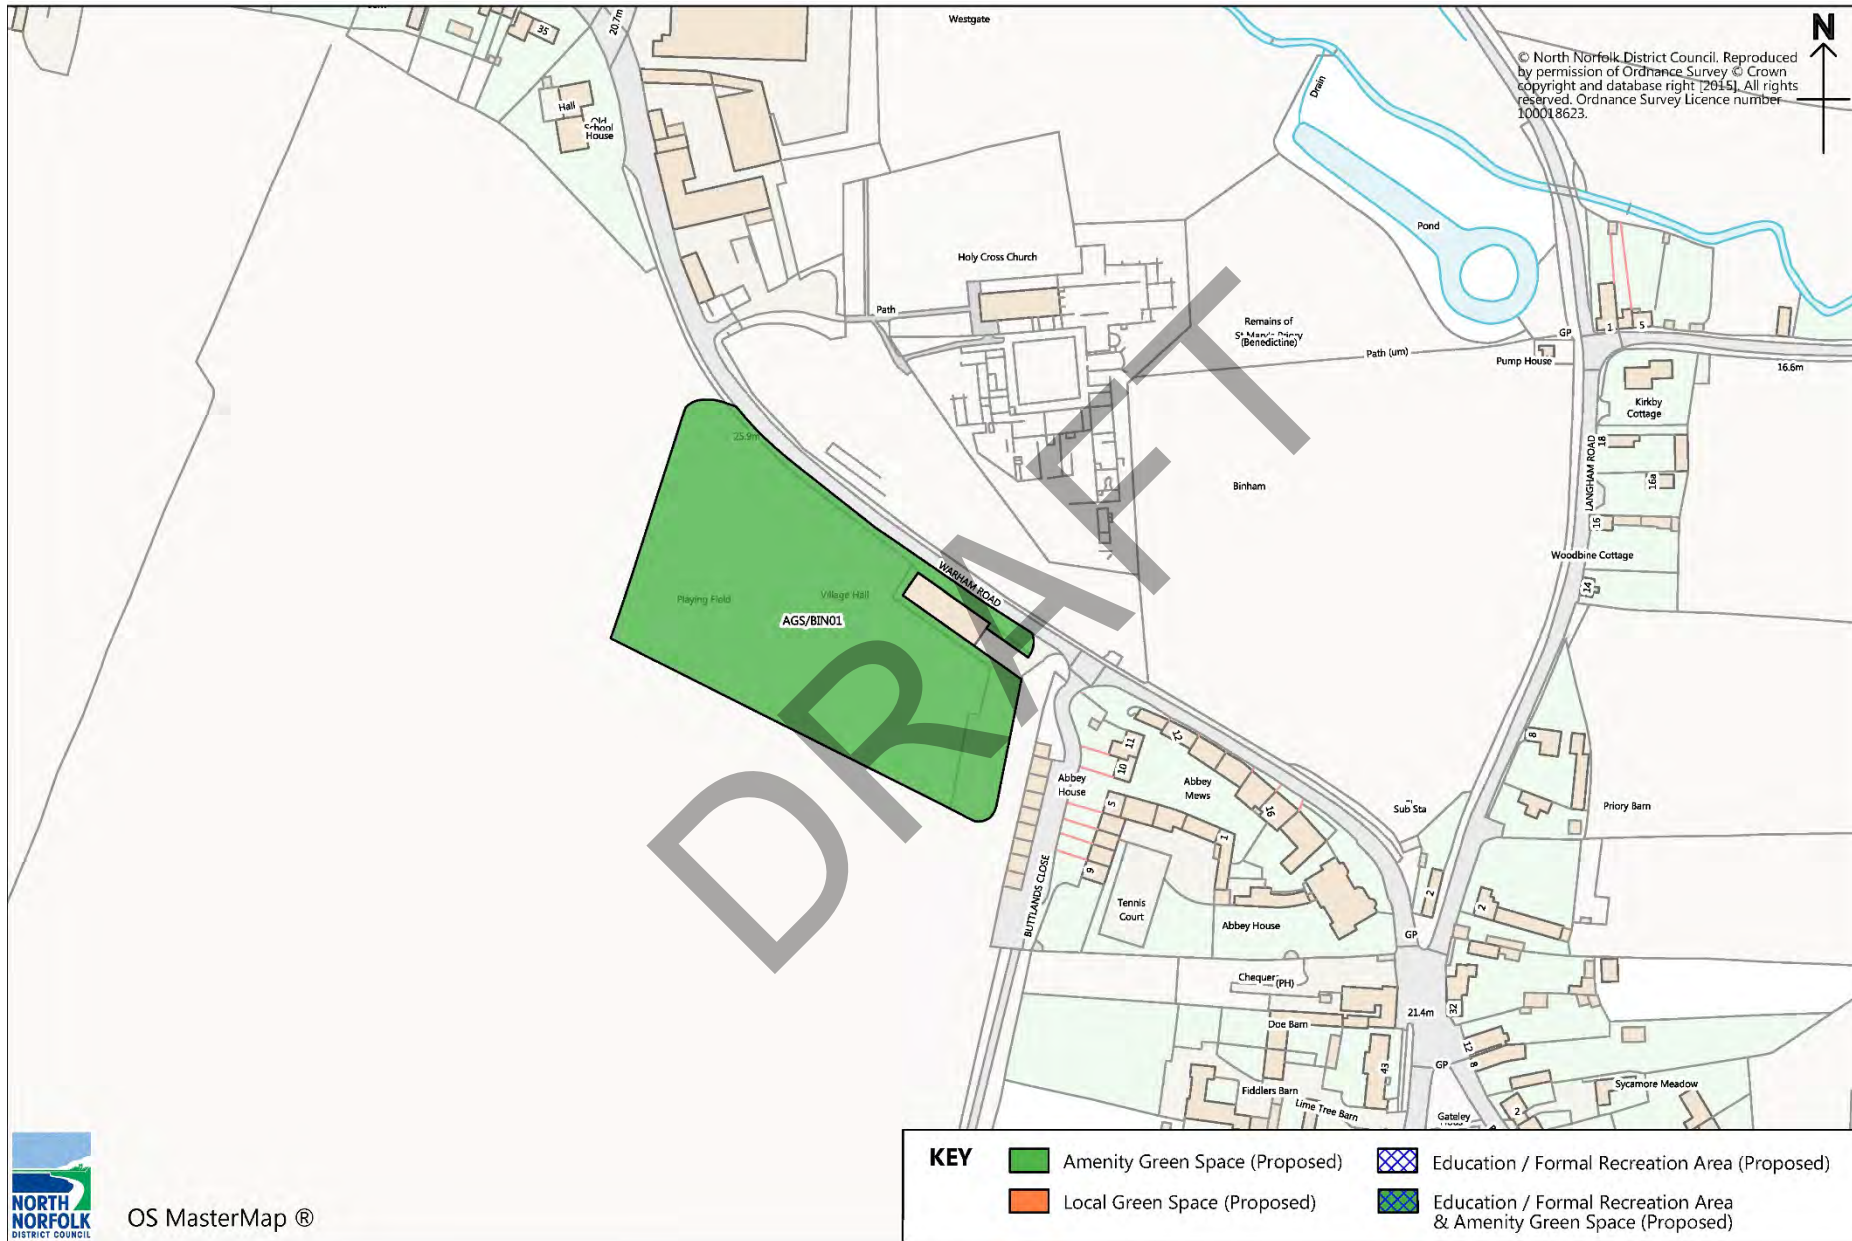 Westgate
N
© North Norfolk District Council. Reproduced
by permission of Ordnance Survey © Crown
copyright and database right [2015]. All rights
reserved. Ordnance Survey Licence number
100018623.
35
20.7m
Hall
Old
School
House
Drain
Pond
Holy Cross Church
Path
Remains of
St Mary's Priory
(Benedictine)
Path (um)
GP
Pump House
1
5
16.6m
Kirkby
Cottage
18
LANGHAM ROAD
16a
16
Woodbine Cottage
14
Binham
25.9m
WARHAM ROAD
Playing Field
Village Hall
AGS/BIN01
DRAFT
12
11
10
Abbey
House
Abbey
Mews
16
5
1
9
Tennis
Court
BUTTLANDS CLOSE
Abbey House
Sub Sta
8
Priory Barn
2
2
GP
(PH)
Doe Barn
21.4m
32
43
GP
12
8
Fiddlers Barn
Lime Tree Barn
Sycamore Meadow
Gateley
2
NORTH
NORFOLK
DISTRICT COUNCIL
OS MasterMap ®
KEY
Amenity Green Space (Proposed)
Education / Formal Recreation Area (Proposed)
Local Green Space (Proposed)
Education / Formal Recreation Area
& Amenity Green Space (Proposed)